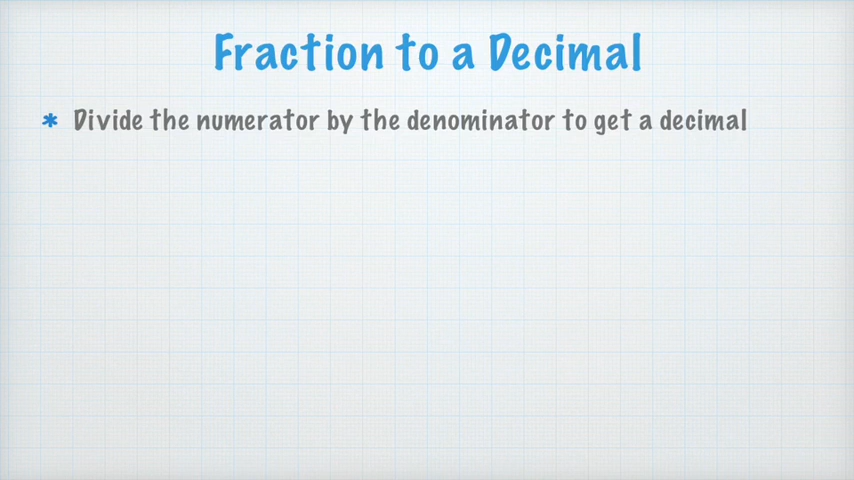 Fraction to a Decimal
* Divide the numerator by the denominator to get a decimal